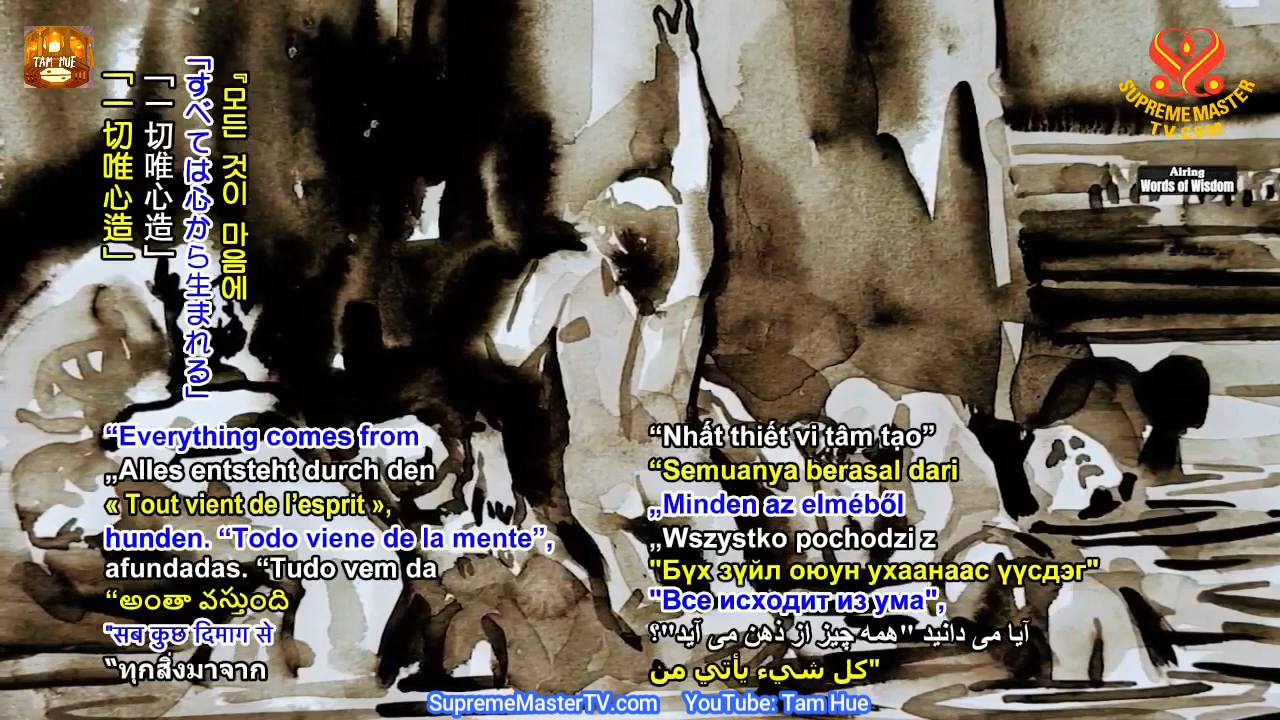 TAM HUE
SUPREME MASTER
TV.COM
Airing
Words of Wisdom
『모든 것이 마음에
「すべては心から生まれる」
「一切唯心造」
「一切唯心造」
“Everything comes from
„Alles entsteht durch den
« Tout vient de l’esprit »,
hunden. “Todo viene de la mente”,
afundadas. “Tudo vem da
“అంతా వస్తుంది
"सब कुछ दिमाग से
“ทุกสิ่งมาจาก
“Nhất thiết vi tâm tạo”
“Semuanya berasal dari
„Minden az elméből
„Wszystko pochodzi z
"Бүх зүйл оюун ухаанаас үүсдэг"
"Все исходит из ума",
آیا می دانید "همه چیز از ذهن می آید"؟
"كل شيء يأتي من
SupremeMasterTV.com YouTube: Tam Hue